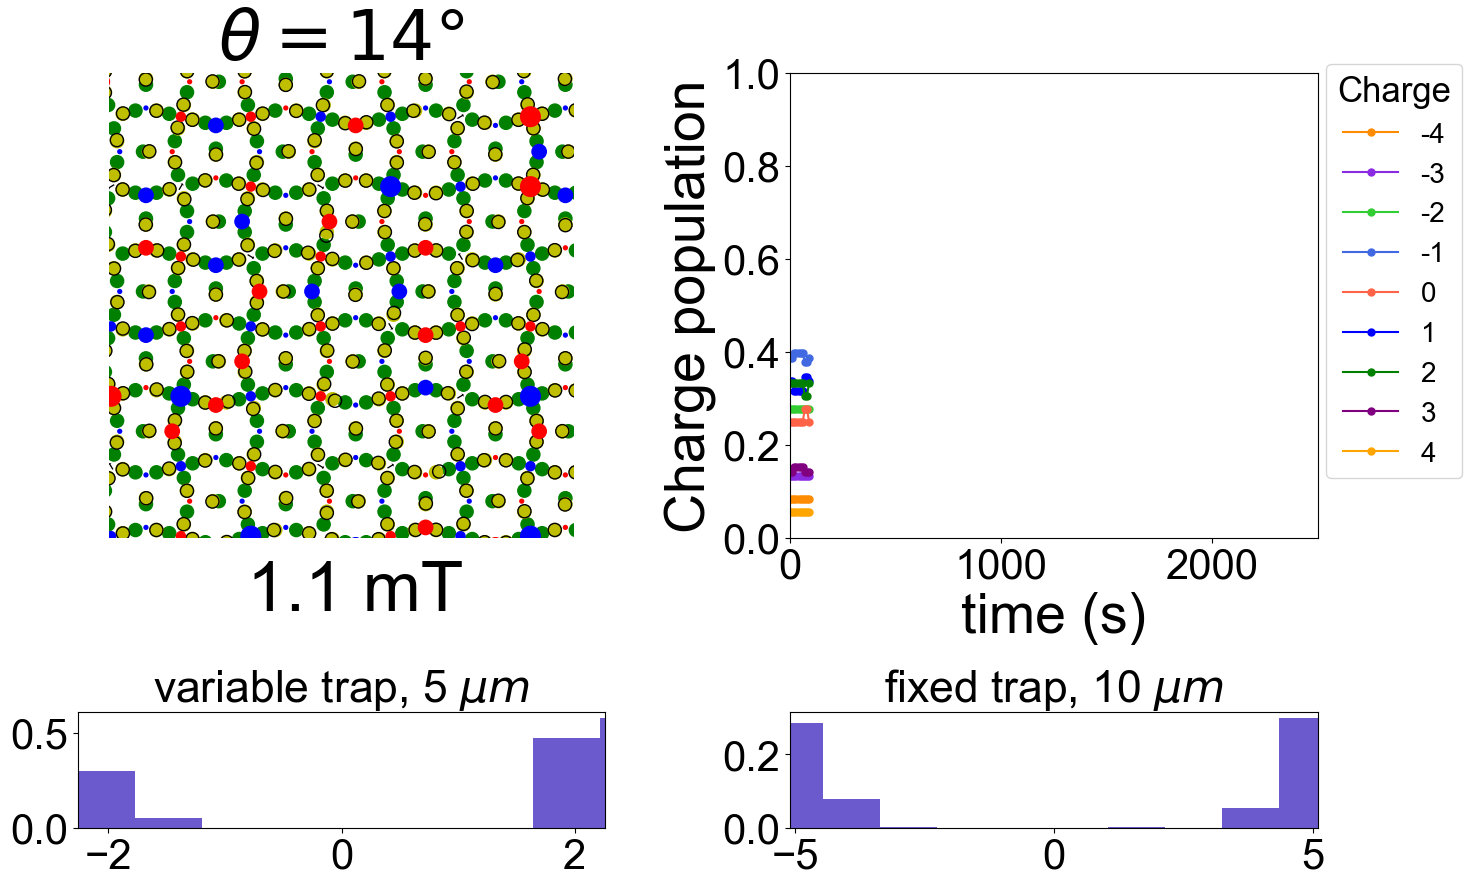 θ = 14°
1.1 mT
1.0
0.8
0.6
0.4
0.2
0.0
Charge population
0 1000 2000
time (s)
Charge
-4
-3
-2
-1
0
1
2
3
4
variable trap, 5 μm
0.5
0.0
−2 0 2
fixed trap, 10 μm
0.2
0.0
−5 0 5